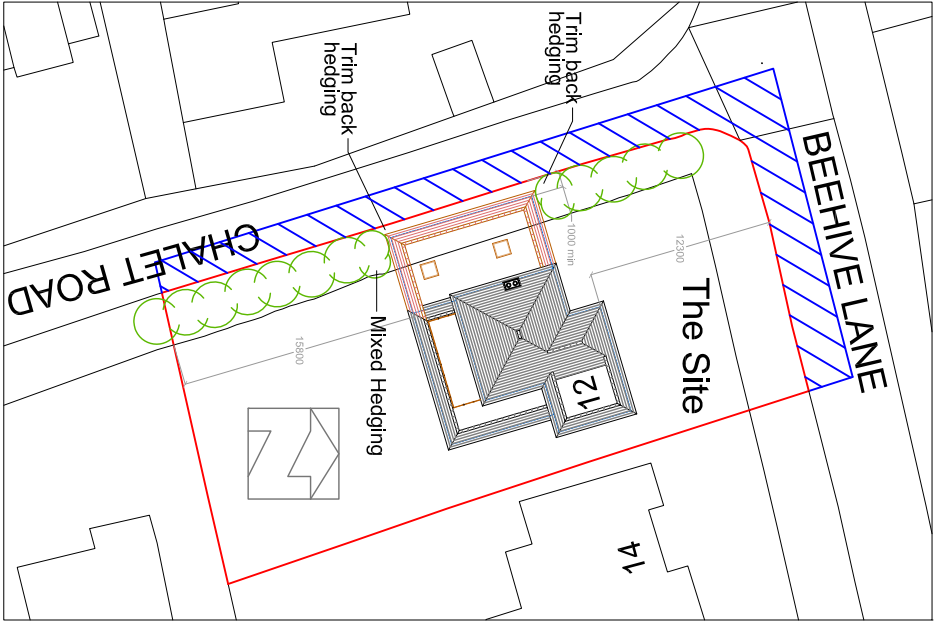 Trim back
hedging
Trim back
hedging
BEEHIVE LANE
CHALET ROAD
1000 min
12300
The Site
15800
Mixed Hedging
12
14
N